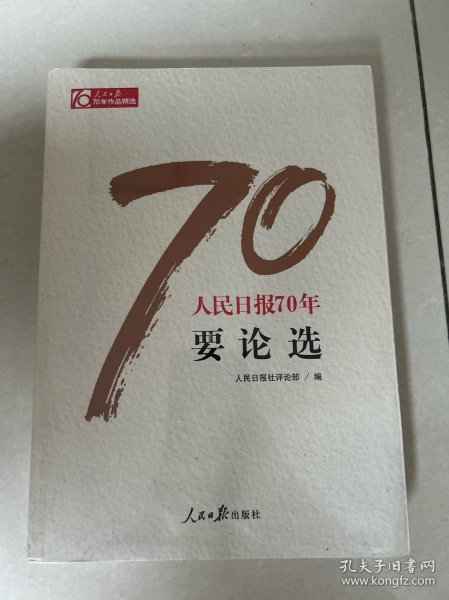 70
人民日报
70年作品精选
70
人民日报70年
要论选
人民日报社评论部 / 编
人民日报出版社
孔夫子旧书网
www.kongfz.com